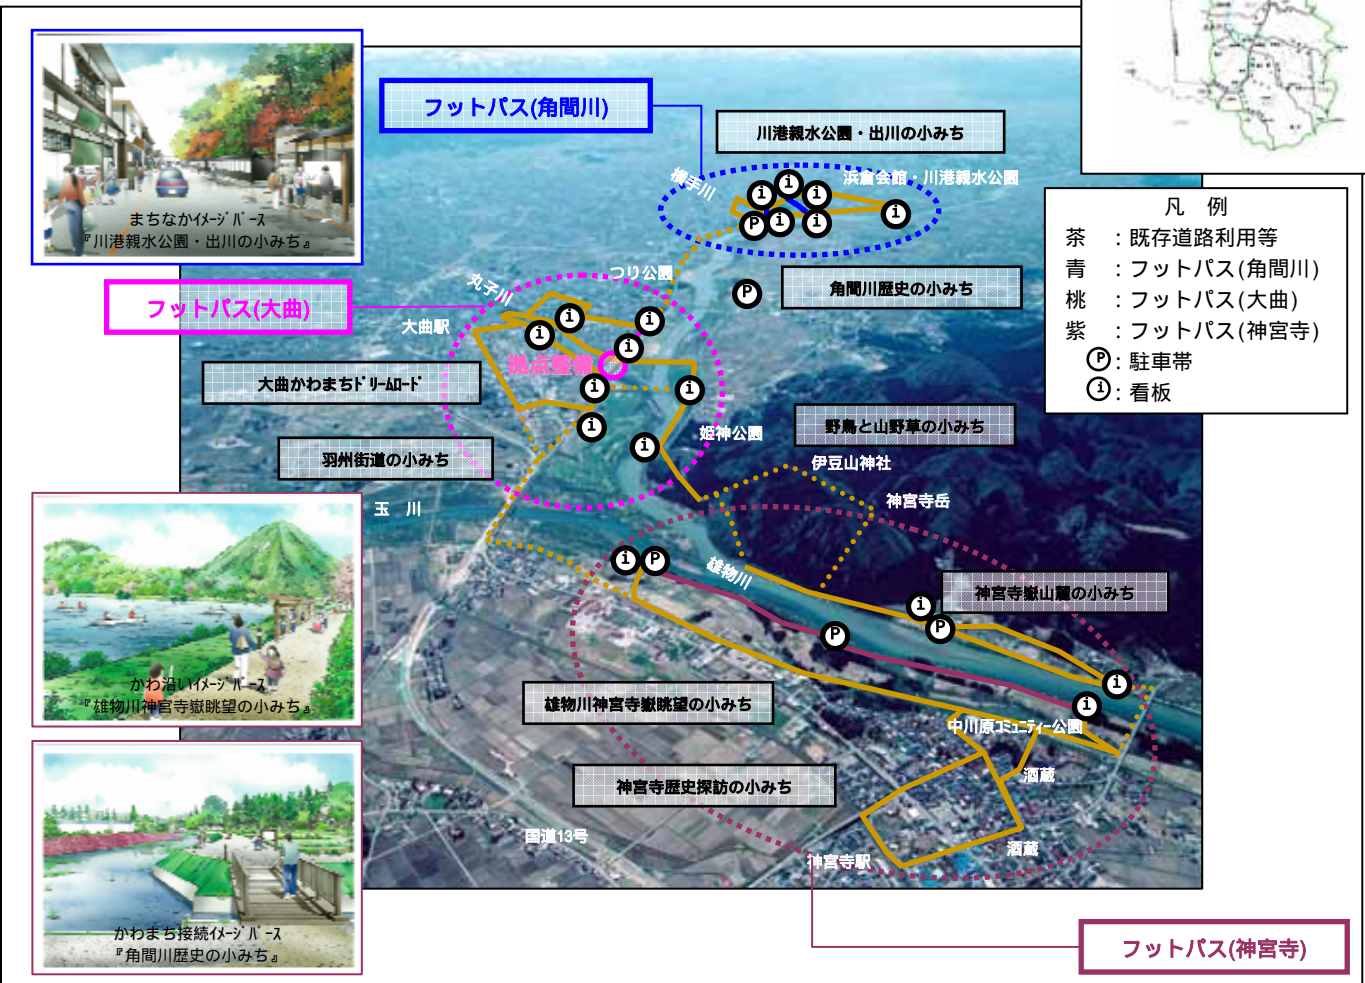 まちなかイメージパース
『川港親水公園・出川の小みち』
フットパス(角間川)
川港親水公園・出川の小みち
横手川
浜倉会館・川港親水公園
凡 例
茶 ：既存道路利用等
青 ：フットパス(角間川)
桃 ：フットパス(大曲)
紫 ：フットパス(神宮寺)
P：駐車帯
i：看板
つり公園
角間川歴史の小みち
丸子川
フットパス(大曲)
大曲駅
拠点整備
大曲かわまちドリームロード
野鳥と山野草の小みち
姫神公園
羽州街道の小みち
伊豆山神社
神宮寺岳
玉 川
雄物川
神宮寺嶽山麓の小みち
かわ沿いイメージパース
『雄物川神宮寺嶽眺望の小みち』
雄物川神宮寺嶽眺望の小みち
中川原コミュニティー公園
酒蔵
神宮寺歴史探訪の小みち
国道13号
酒蔵
神宮寺駅
かわまち接続イメージパース
『角間川歴史の小みち』
フットパス(神宮寺)